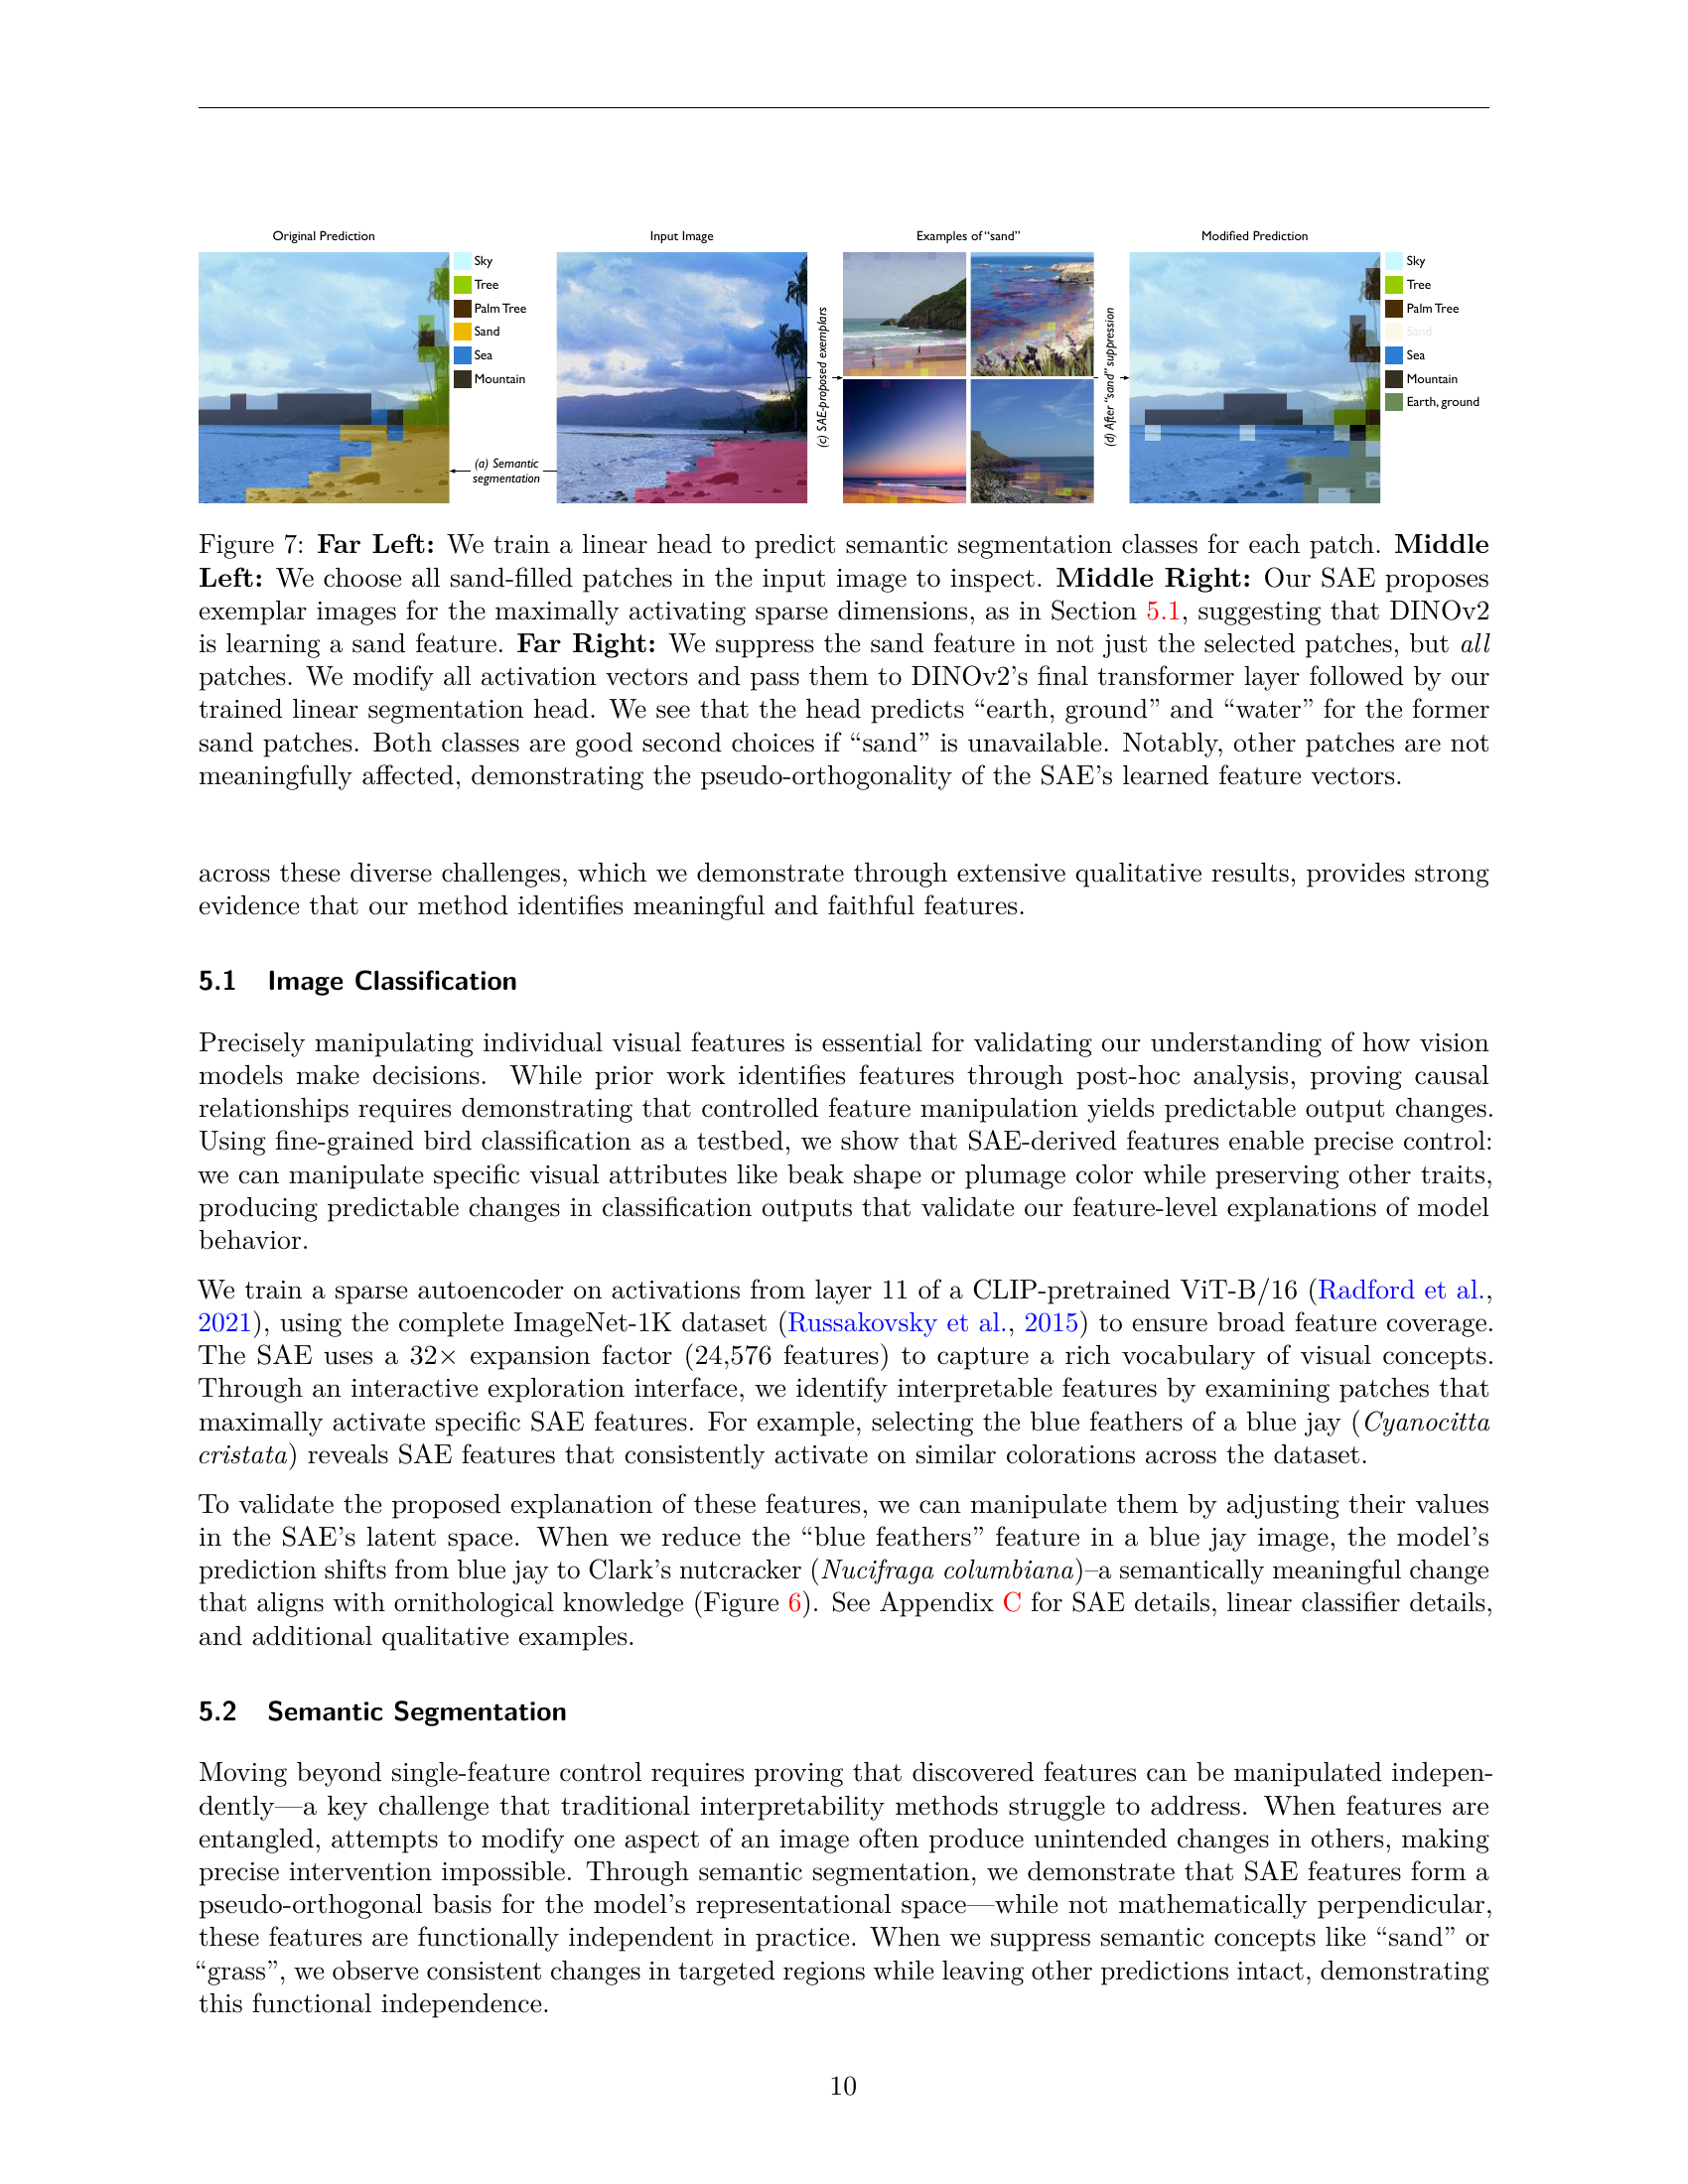 Original Prediction
Sky
Tree
Palm Tree
Sand
Sea
Mountain
(a) Semantic
segmentation
Input Image
(c) SAE-proposed exemplars
Examples of “sand”
(d) After “sand” suppression
Modified Prediction
Sky
Tree
Palm Tree
Sand
Sea
Mountain
Earth, ground
Figure 7: Far Left: We train a linear head to predict semantic segmentation classes for each patch. Middle
Left: We choose all sand-filled patches in the input image to inspect. Middle Right: Our SAE proposes
exemplar images for the maximally activating sparse dimensions, as in Section 5.1, suggesting that DINOv2
is learning a sand feature. Far Right: We suppress the sand feature in not just the selected patches, but all
patches. We modify all activation vectors and pass them to DINOv2’s final transformer layer followed by our
trained linear segmentation head. We see that the head predicts “earth, ground” and “water” for the former
sand patches. Both classes are good second choices if “sand” is unavailable. Notably, other patches are not
meaningfully affected, demonstrating the pseudo-orthogonality of the SAE’s learned feature vectors.
across these diverse challenges, which we demonstrate through extensive qualitative results, provides strong
evidence that our method identifies meaningful and faithful features.
5.1 Image Classification
Precisely manipulating individual visual features is essential for validating our understanding of how vision
models make decisions. While prior work identifies features through post-hoc analysis, proving causal
relationships requires demonstrating that controlled feature manipulation yields predictable output changes.
Using fine-grained bird classification as a testbed, we show that SAE-derived features enable precise control:
we can manipulate specific visual attributes like beak shape or plumage color while preserving other traits,
producing predictable changes in classification outputs that validate our feature-level explanations of model
behavior.
We train a sparse autoencoder on activations from layer 11 of a CLIP-pretrained ViT-B/16 (Radford et al.,
2021), using the complete ImageNet-1K dataset (Russakovsky et al., 2015) to ensure broad feature coverage.
The SAE uses a 32× expansion factor (24,576 features) to capture a rich vocabulary of visual concepts.
Through an interactive exploration interface, we identify interpretable features by examining patches that
maximally activate specific SAE features. For example, selecting the blue feathers of a blue jay (Cyanocitta
cristata) reveals SAE features that consistently activate on similar colorations across the dataset.
To validate the proposed explanation of these features, we can manipulate them by adjusting their values
in the SAE’s latent space. When we reduce the “blue feathers” feature in a blue jay image, the model’s
prediction shifts from blue jay to Clark’s nutcracker (Nucifraga columbiana)–a semantically meaningful change
that aligns with ornithological knowledge (Figure 6). See Appendix C for SAE details, linear classifier details,
and additional qualitative examples.
5.2 Semantic Segmentation
Moving beyond single-feature control requires proving that discovered features can be manipulated indepen-
dently—a key challenge that traditional interpretability methods struggle to address. When features are
entangled, attempts to modify one aspect of an image often produce unintended changes in others, making
precise intervention impossible. Through semantic segmentation, we demonstrate that SAE features form a
pseudo-orthogonal basis for the model’s representational space—while not mathematically perpendicular,
these features are functionally independent in practice. When we suppress semantic concepts like “sand” or
“grass”, we observe consistent changes in targeted regions while leaving other predictions intact, demonstrating
this functional independence.
10